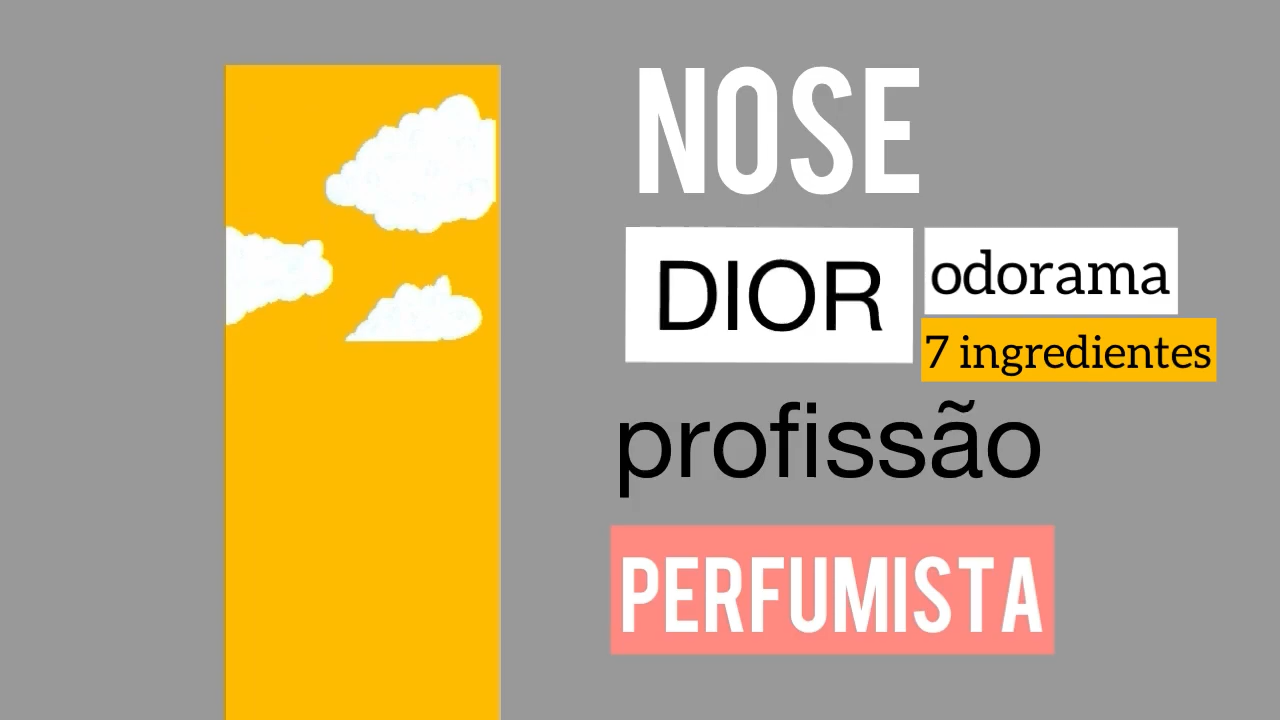 NOSE
DIOR
odorama
7 ingredientes
profissão
PERFUMISTA